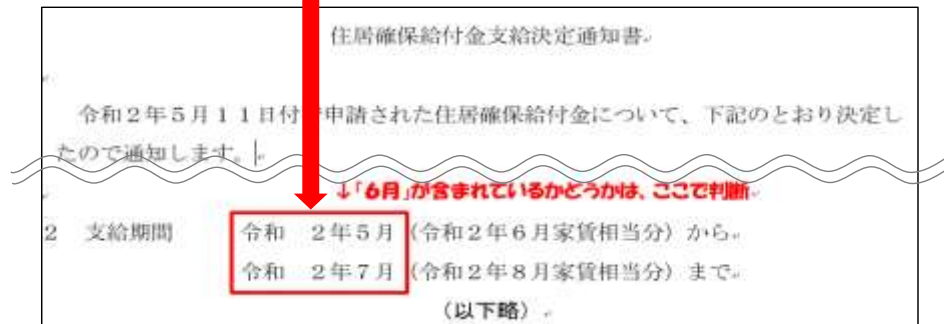 住居確保給付金支給決定通知書
令和2年5月11日付 申請された住居確保給付金について、下記のとおり決定し
たので通知します。
↓「6月」が含まれているかどうかは、ここで判断
2 支給期間 令和 2年5月(令和2年6月家賃相当分)から
令和 2年7月(令和2年8月家賃相当分)まで
(以下略)